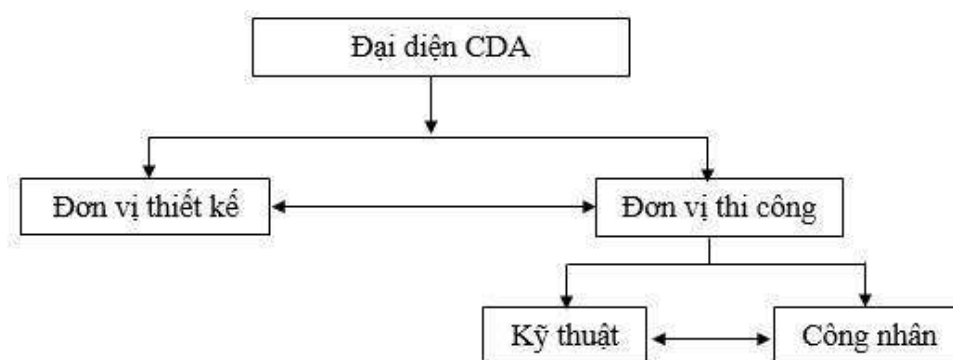 Đại diện CDA
Đơn vị thiết kế
Đơn vị thi công
Kỹ thuật
Công nhân